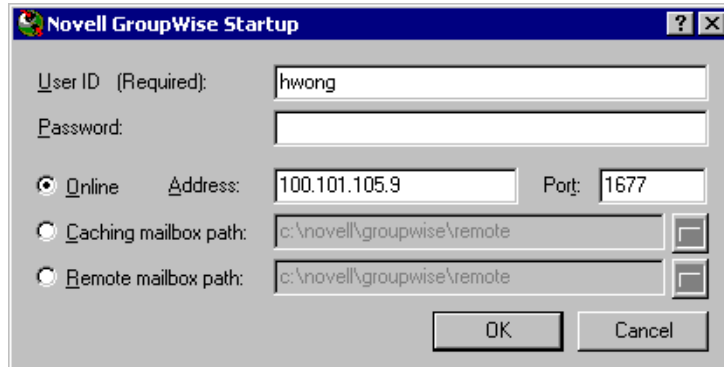 Novell GroupWise Startup
User ID (Required): hwong
Password:
Online Address: 100.101.105.9 Port: 1677
Caching mailbox path: c:\novell\groupwise\remote
Remote mailbox path: c:\novell\groupwise\remote
OK Cancel